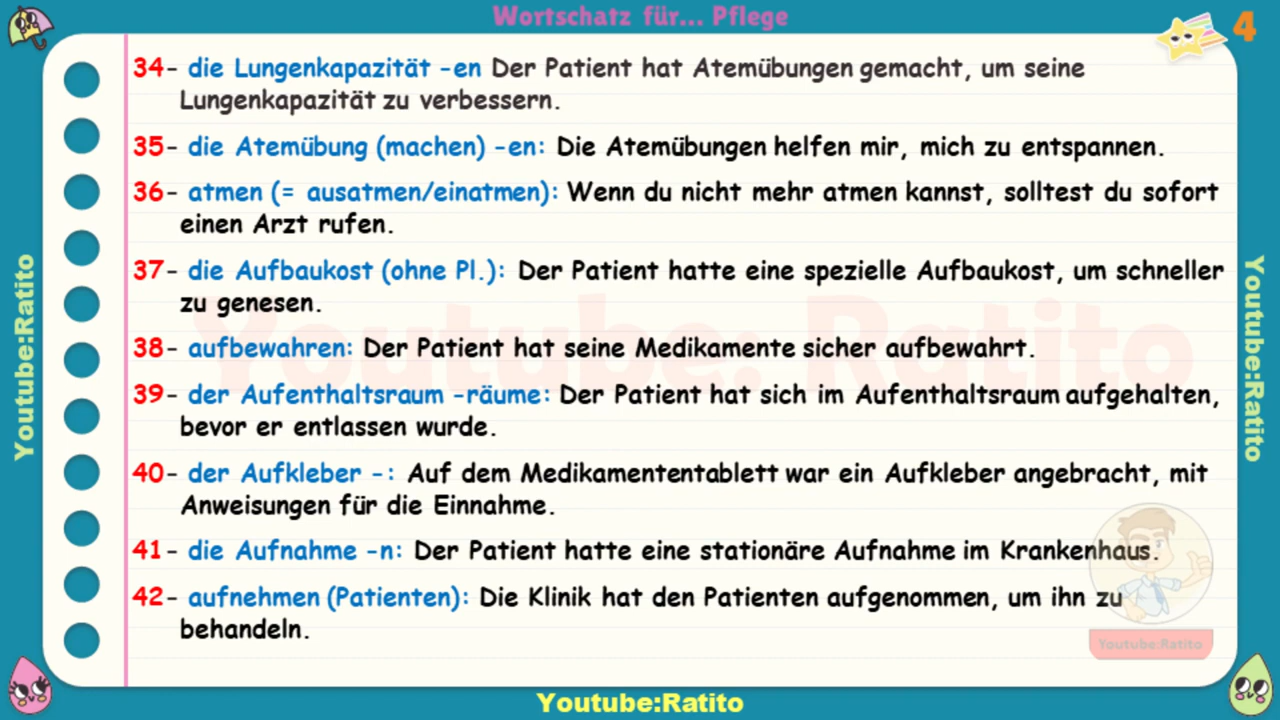 Wortschatz für... Pflege
4
34- die Lungenkapazität -en Der Patient hat Atemübungen gemacht, um seine
Lungenkapazität zu verbessern.
35- die Atemübung (machen) -en: Die Atemübungen helfen mir, mich zu entspannen.
36- atmen (= ausatmen/einatmen): Wenn du nicht mehr atmen kannst, solltest du sofort
einen Arzt rufen.
37- die Aufbaukost (ohne Pl.): Der Patient hatte eine spezielle Aufbaukost, um schneller
zu genesen.
38- aufbewahren: Der Patient hat seine Medikamente sicher aufbewahrt.
39- der Aufenthaltsraum -räume: Der Patient hat sich im Aufenthaltsraum aufgehalten,
bevor er entlassen wurde.
40- der Aufkleber -: Auf dem Medikamententablett war ein Aufkleber angebracht, mit
Anweisungen für die Einnahme.
41- die Aufnahme -n: Der Patient hatte eine stationäre Aufnahme im Krankenhaus.
42- aufnehmen (Patienten): Die Klinik hat den Patienten aufgenommen, um ihn zu
behandeln.
Youtube:Ratito
Youtube:Ratito
Youtube: Ratito
Youtube:Ratito
Youtube:Ratito